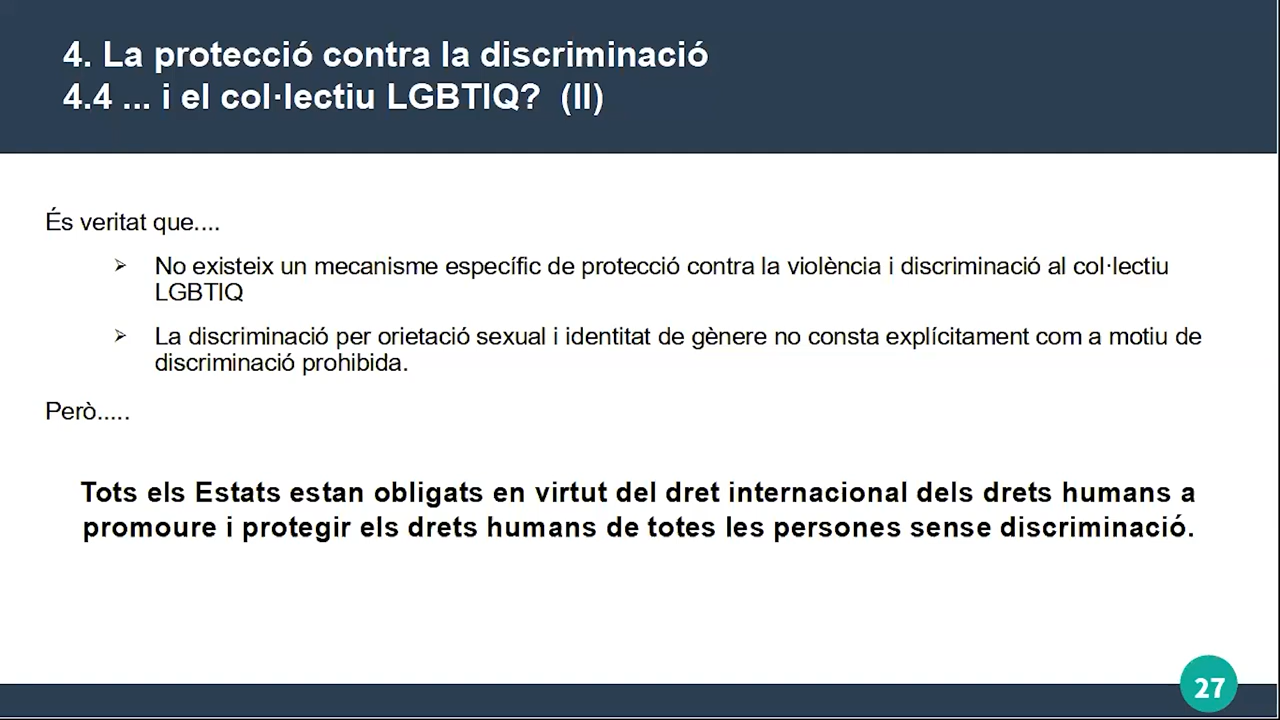 4. La protecció contra la discriminació
4.4 ... i el col·lectiu LGBTIQ? (II)
És veritat que....
➢ No existeix un mecanisme específic de protecció contra la violència i discriminació al col·lectiu
LGBTIQ
➢ La discriminació per orietació sexual i identitat de gènere no consta explícitament com a motiu de
discriminació prohibida.
Però.....
Tots els Estats estan obligats en virtut del dret internacional dels drets humans a
promoure i protegir els drets humans de totes les persones sense discriminació.
27